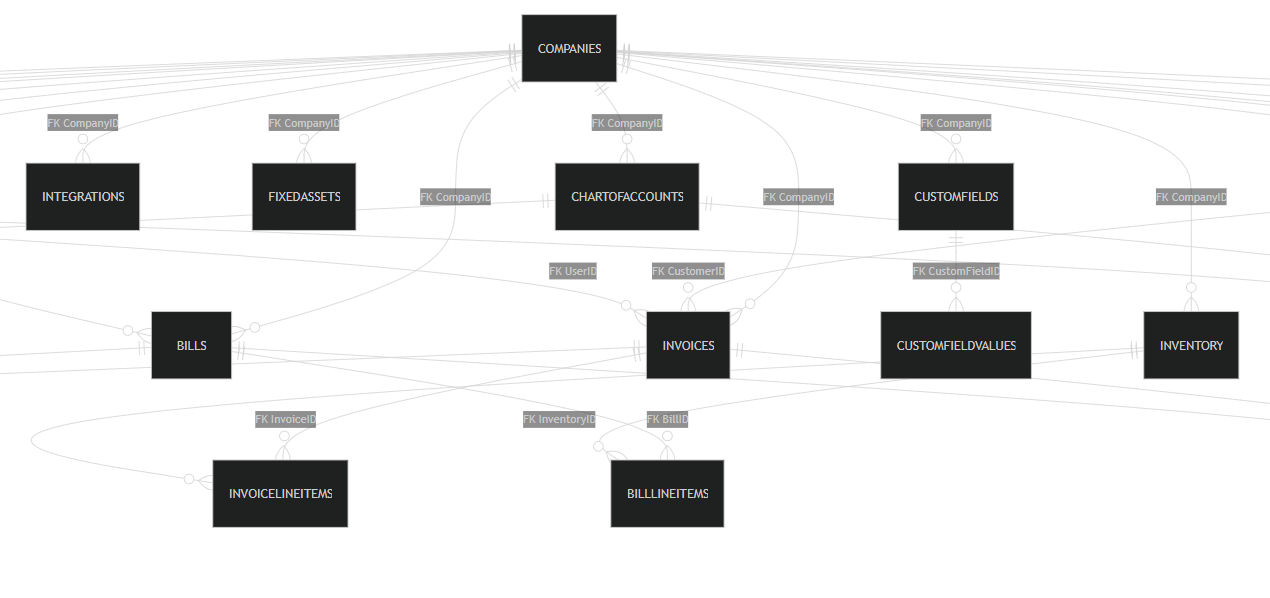 COMPANIES
FK CompanyID
FK CompanyID
FK CompanyID
FK CompanyID
INTEGRATIONS
FIXEDASSETS
FK CompanyID
CHARTOFACCOUNTS
FK CompanyID
CUSTOMFIELDS
FK CompanyID
FK UserID
FK CustomerID
FK CustomFieldID
BILLS
INVOICES
CUSTOMFIELDVALUES
INVENTORY
FK InvoiceID
FK InventoryID
FK BillID
INVOICELINEITEMS
BILLLINEITEMS